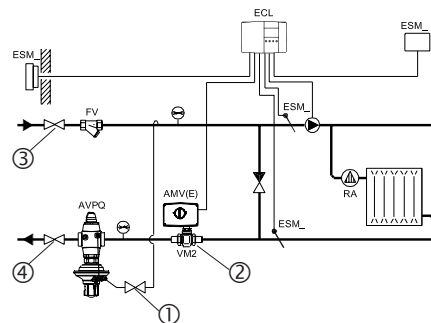 ECL
ESM_
ESM_
FV
ESM_
③
AMV(E)
RA
AVPQ
ESM_
④
VM2
②
①